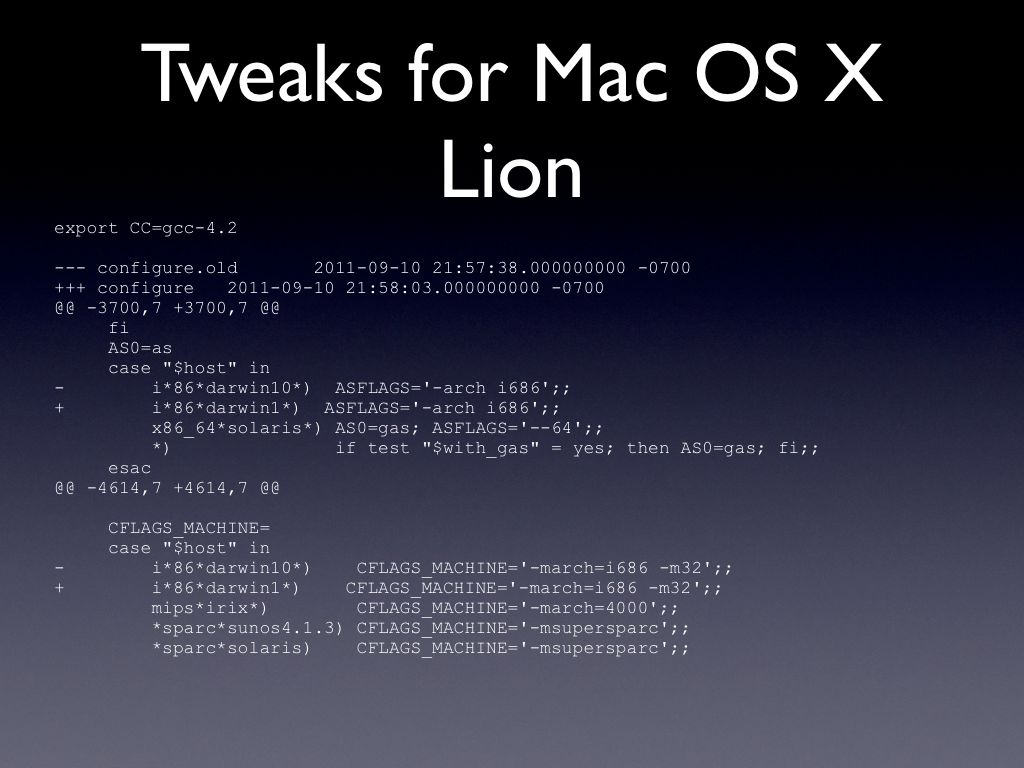 Tweaks for Mac OS X
Lion
export CC=gcc-4.2
--- configure.old       2011-09-10 21:57:38.000000000 -0700
+++ configure   2011-09-10 21:58:03.000000000 -0700
@@ -3700,7 +3700,7 @@
     fi
     AS0=as
     case "$host" in
-        i*86*darwin10*)  ASFLAGS='-arch i686';;
+        i*86*darwin1*)  ASFLAGS='-arch i686';;
         x86_64*solaris*) AS0=gas; ASFLAGS='--64';;
         *)               if test "$with_gas" = yes; then AS0=gas; fi;;
     esac
@@ -4614,7 +4614,7 @@
     CFLAGS_MACHINE=
     case "$host" in
-        i*86*darwin10*)    CFLAGS_MACHINE='-march=i686 -m32';;
+        i*86*darwin1*)    CFLAGS_MACHINE='-march=i686 -m32';;
         mips*irix*)        CFLAGS_MACHINE='-march=4000';;
         *sparc*sunos4.1.3) CFLAGS_MACHINE='-msupersparc';;
         *sparc*solaris)    CFLAGS_MACHINE='-msupersparc';;